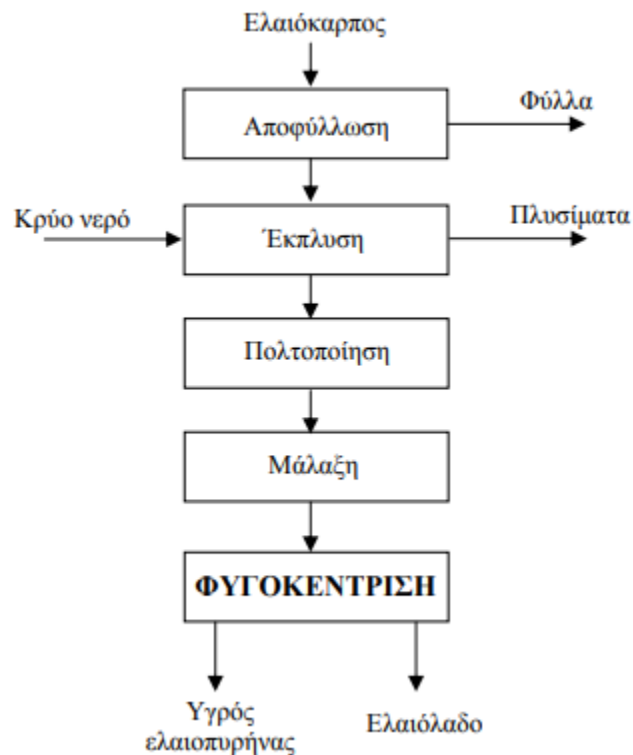 Ελαιόκαρπος
Φύλλα
Αποφύλλωση
Κρύο νερό
Πλυσίματα
Έκπλυση
Πολτοποίηση
Μάλαξη
ΦΥΓΟΚΕΝΤΡΙΣΗ
Υγρός
ελαιοπυρήνας
Ελαιόλαδο